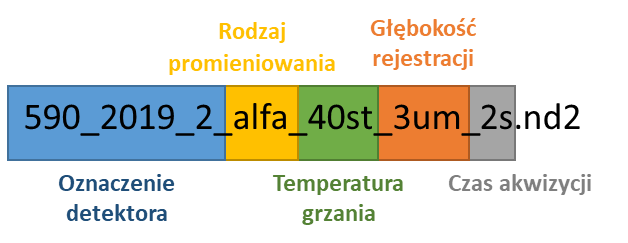 Rodzaj
promieniowania
Głębokość
rejestracji
590_2019_2_alfa_40st_3um_2s.nd2
Oznaczenie
detektora
Temperatura
grzania
Czas akwizycji